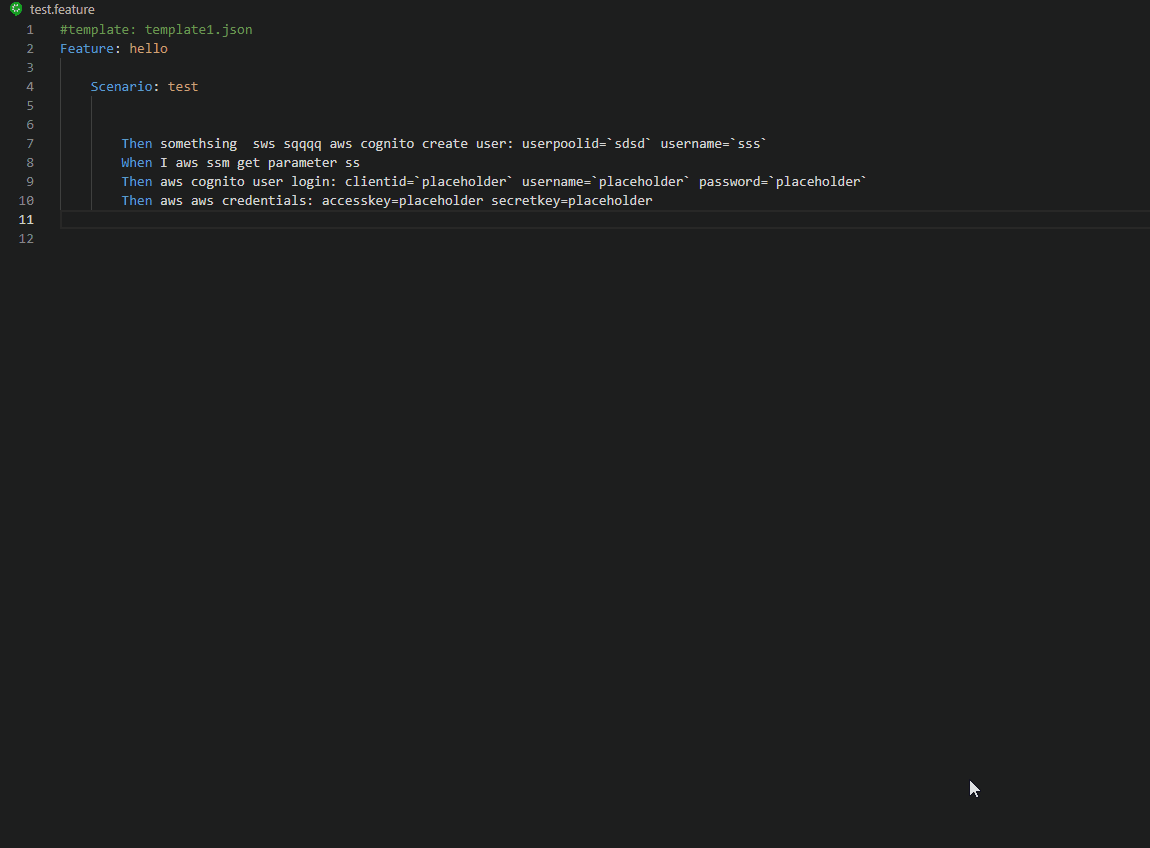 test.feature
1 #template: template1.json
2 Feature: hello
3
4 Scenario: test
5
6
7 Then somethsing  sws sqqqq aws cognito create user: userpoolid=`sdsd` username=`sss`
8 When I aws ssm get parameter ss
9 Then aws cognito user login: clientid=`placeholder` username=`placeholder` password=`placeholder`
10 Then aws aws credentials: accesskey=placeholder secretkey=placeholder
11
12